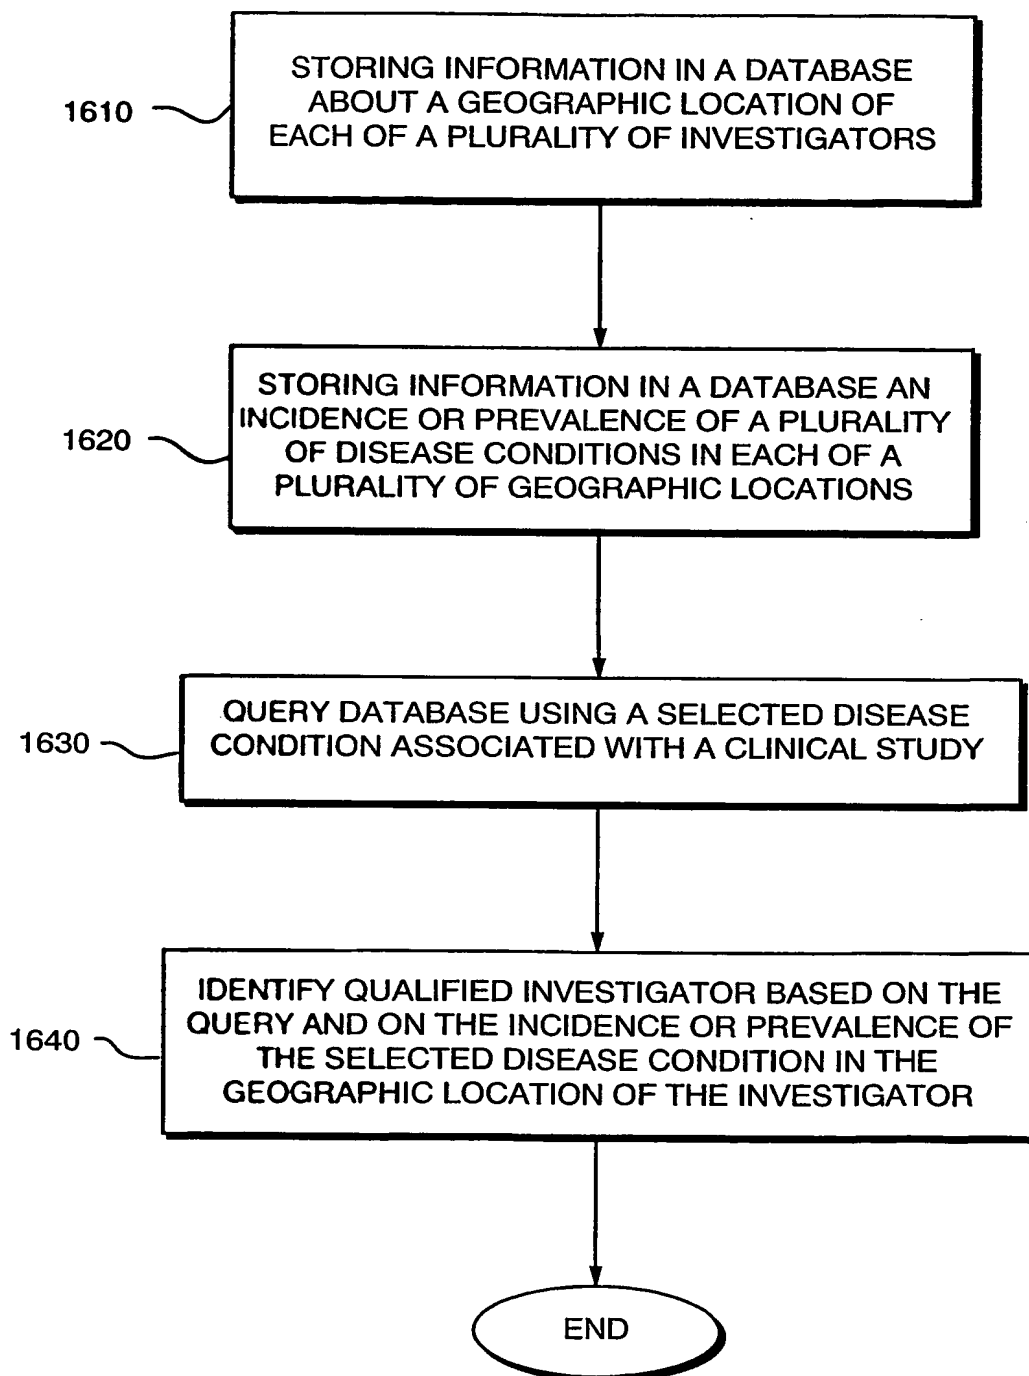 STORING INFORMATION IN A DATABASE
ABOUT A GEOGRAPHIC LOCATION OF
EACH OF A PLURALITY OF INVESTIGATORS
1610
STORING INFORMATION IN A DATABASE AN
INCIDENCE OR PREVALENCE OF A PLURALITY
OF DISEASE CONDITIONS IN EACH OF A
PLURALITY OF GEOGRAPHIC LOCATIONS
1620
QUERY DATABASE USING A SELECTED DISEASE
CONDITION ASSOCIATED WITH A CLINICAL STUDY
1630
IDENTIFY QUALIFIED INVESTIGATOR BASED ON THE
QUERY AND ON THE INCIDENCE OR PREVALENCE OF
THE SELECTED DISEASE CONDITION IN THE
GEOGRAPHIC LOCATION OF THE INVESTIGATOR
1640
END